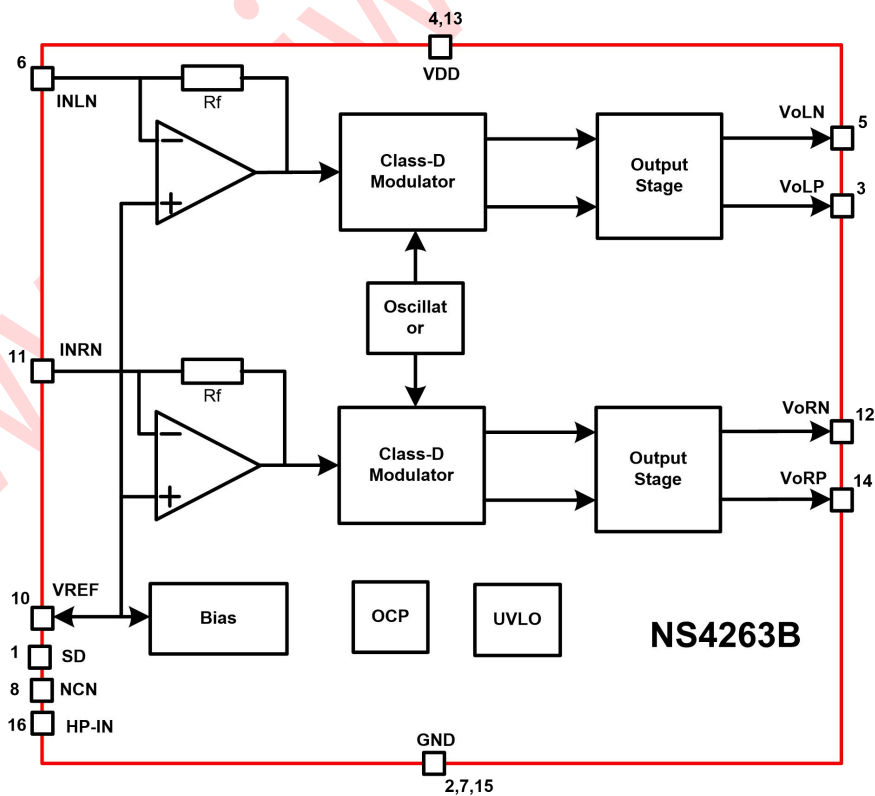 4,13
VDD
6
INLN
Rf
Class-D
Modulator
Output
Stage
VoLN
5
VoLP
3
Oscillat
or
11
INRN
Rf
Class-D
Modulator
Output
Stage
VoRN
12
VoRP
14
10
VREF
Bias
OCP
UVLO
NS4263B
1
SD
8
NCN
16
HP-IN
GND
2,7,15